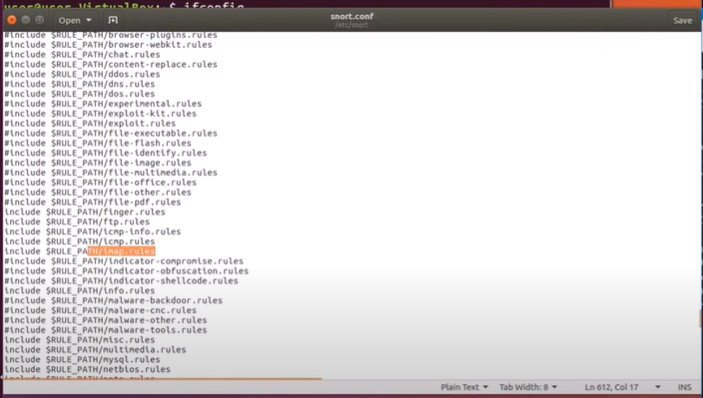 user@user-VirtualBox:~$ ifconfig
Open
snort.conf
/etc/snort
Save
#include $RULE_PATH/browser-plugins.rules
#include $RULE_PATH/browser-webkit.rules
#include $RULE_PATH/chat.rules
#include $RULE_PATH/content-replace.rules
#include $RULE_PATH/ddos.rules
#include $RULE_PATH/dns.rules
#include $RULE_PATH/dos.rules
#include $RULE_PATH/experimental.rules
#include $RULE_PATH/exploit-kit.rules
#include $RULE_PATH/exploit.rules
#include $RULE_PATH/file-executable.rules
#include $RULE_PATH/file-flash.rules
#include $RULE_PATH/file-identify.rules
#include $RULE_PATH/file-image.rules
#include $RULE_PATH/file-multimedia.rules
#include $RULE_PATH/file-office.rules
#include $RULE_PATH/file-other.rules
#include $RULE_PATH/file-pdf.rules
include $RULE_PATH/finger.rules
include $RULE_PATH/ftp.rules
include $RULE_PATH/icmp-info.rules
include $RULE_PATH/icmp.rules
include $RULE_PATH/imap.rules
#include $RULE_PATH/indicator-compromise.rules
#include $RULE_PATH/indicator-obfuscation.rules
#include $RULE_PATH/indicator-shellcode.rules
include $RULE_PATH/info.rules
#include $RULE_PATH/malware-backdoor.rules
#include $RULE_PATH/malware-cnc.rules
#include $RULE_PATH/malware-other.rules
#include $RULE_PATH/malware-tools.rules
include $RULE_PATH/misc.rules
include $RULE_PATH/multimedia.rules
include $RULE_PATH/mysql.rules
include $RULE_PATH/netbios.rules
Plain Text Tab Width: 8 Ln 612, Col 17 INS